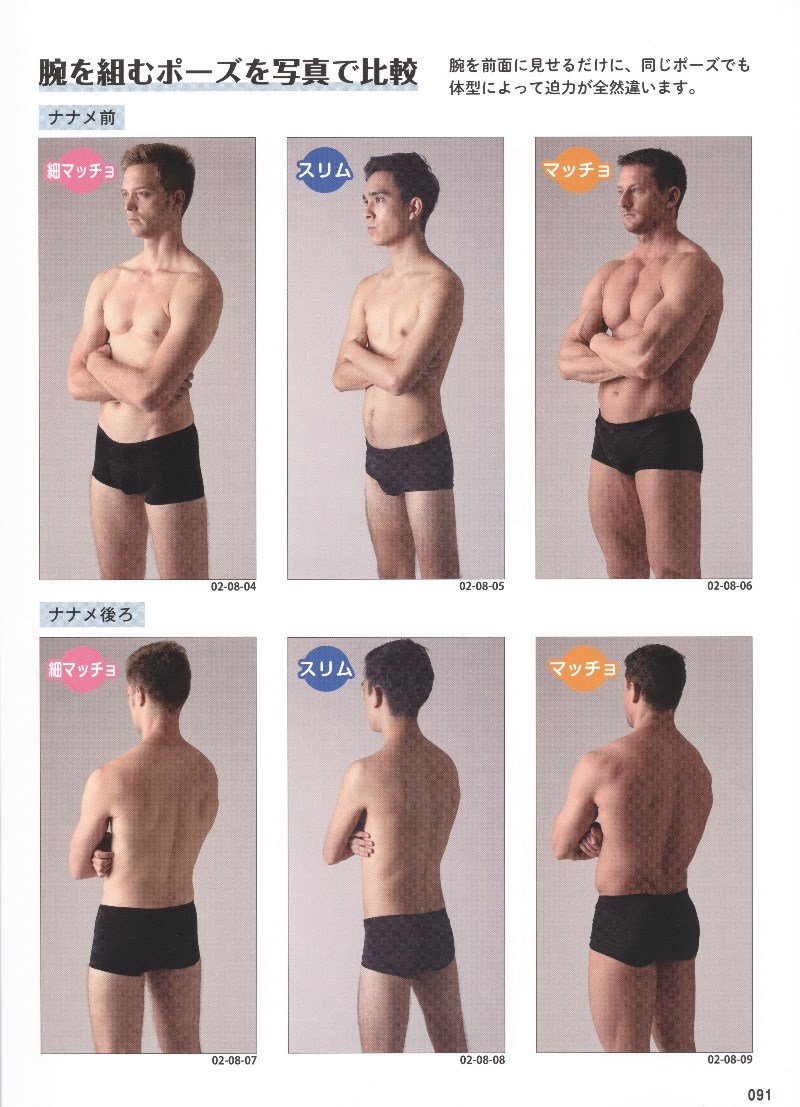 腕を組むポーズを写真で比較
腕を前面に見せるだけに、同じポーズでも
体型によって迫力が全然違います。
ナナメ前
細マッチョ
スリム
マッチョ
02-08-04
02-08-05
02-08-06
ナナメ後ろ
細マッチョ
スリム
マッチョ
02-08-07
02-08-08
02-08-09
091